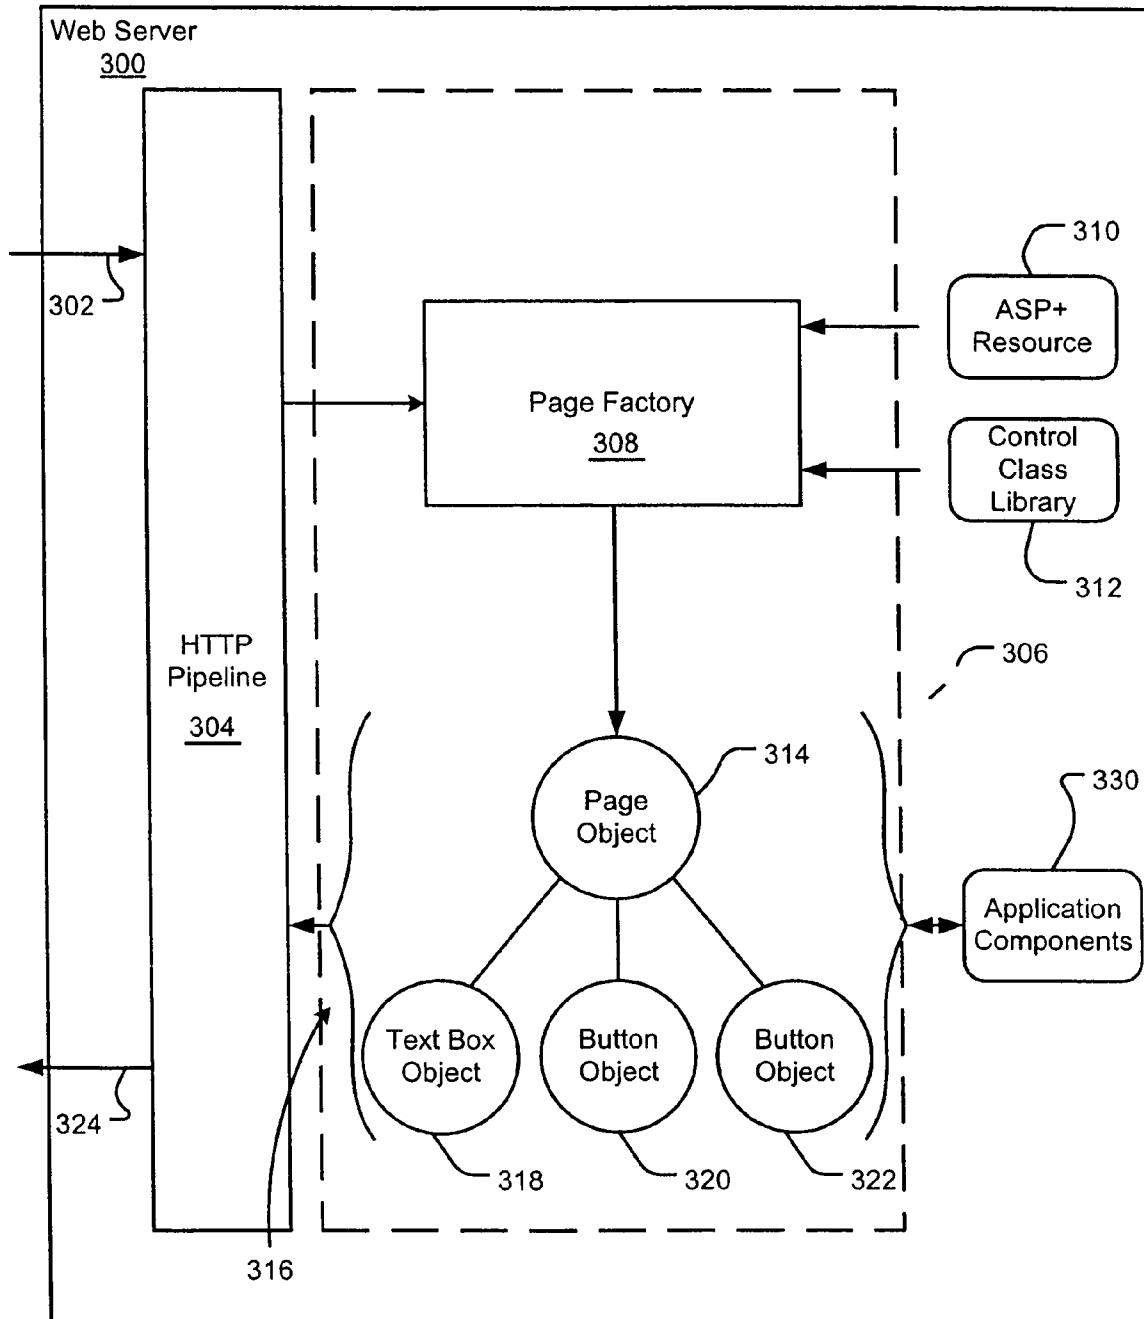 Web Server
300
310
ASP+
Resource
302
Page Factory
308
Control
Class
Library
312
HTTP
Pipeline
304
306
314
Page
Object
330
Application
Components
Text Box
Object
Button
Object
Button
Object
324
318
320
322
316